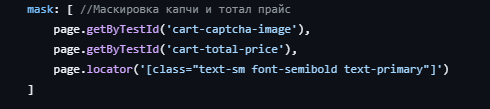 mask: [ //Маскировка капчи и тотал прайс
page.getByTestId('cart-captcha-image'),
page.getByTestId('cart-total-price'),
page.locator('[class="text-sm font-semibold text-primary"]')
]